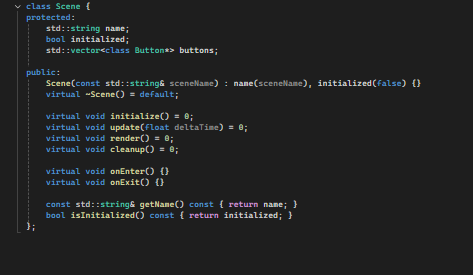 class Scene {
protected:
    std::string name;
    bool initialized;
    std::vector<class Button*> buttons;

public:
    Scene(const std::string& sceneName) : name(sceneName), initialized(false) {}
    virtual ~Scene() = default;

    virtual void initialize() = 0;
    virtual void update(float deltaTime) = 0;
    virtual void render() = 0;
    virtual void cleanup() = 0;

    virtual void onEnter() {}
    virtual void onExit() {}

    const std::string& getName() const { return name; }
    bool isInitialized() const { return initialized; }
};